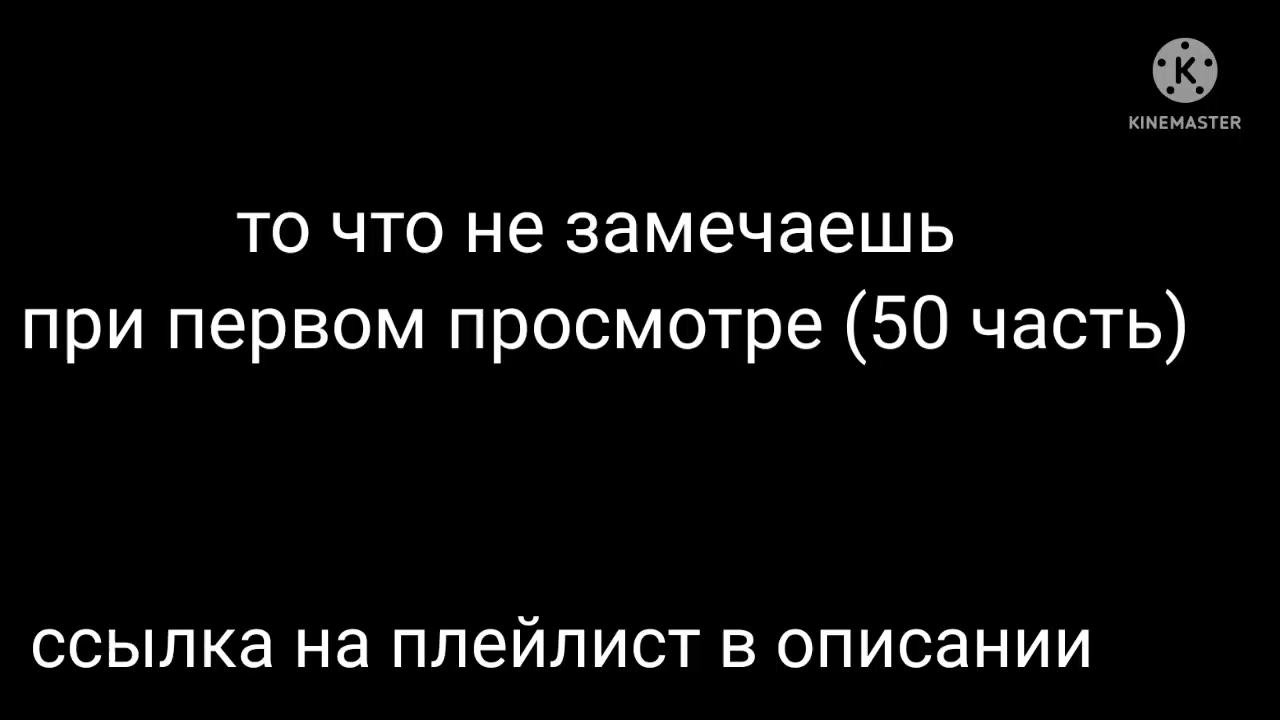 KINEMASTER
то что не замечаешь
при первом просмотре (50 часть)
ссылка на плейлист в описании